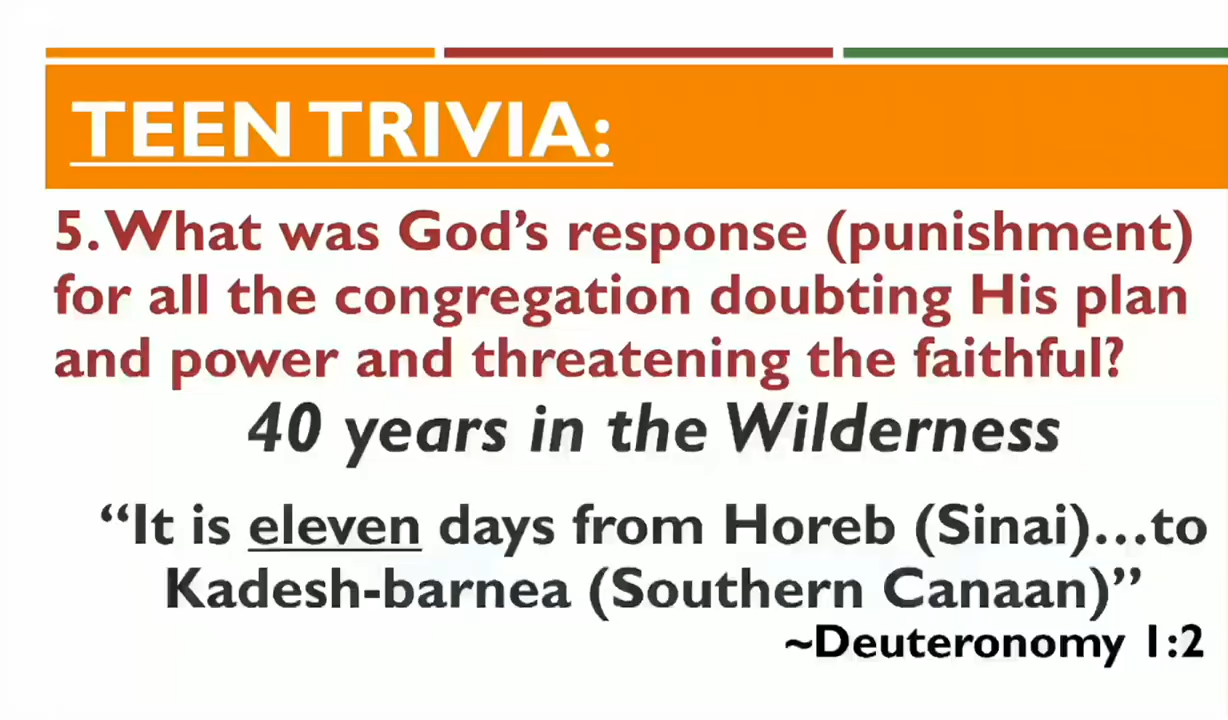 TEEN TRIVIA:
5. What was God’s response (punishment)
for all the congregation doubting His plan
and power and threatening the faithful?
40 years in the Wilderness
“It is eleven days from Horeb (Sinai)...to
Kadesh-barnea (Southern Canaan)”
~Deuteronomy 1:2